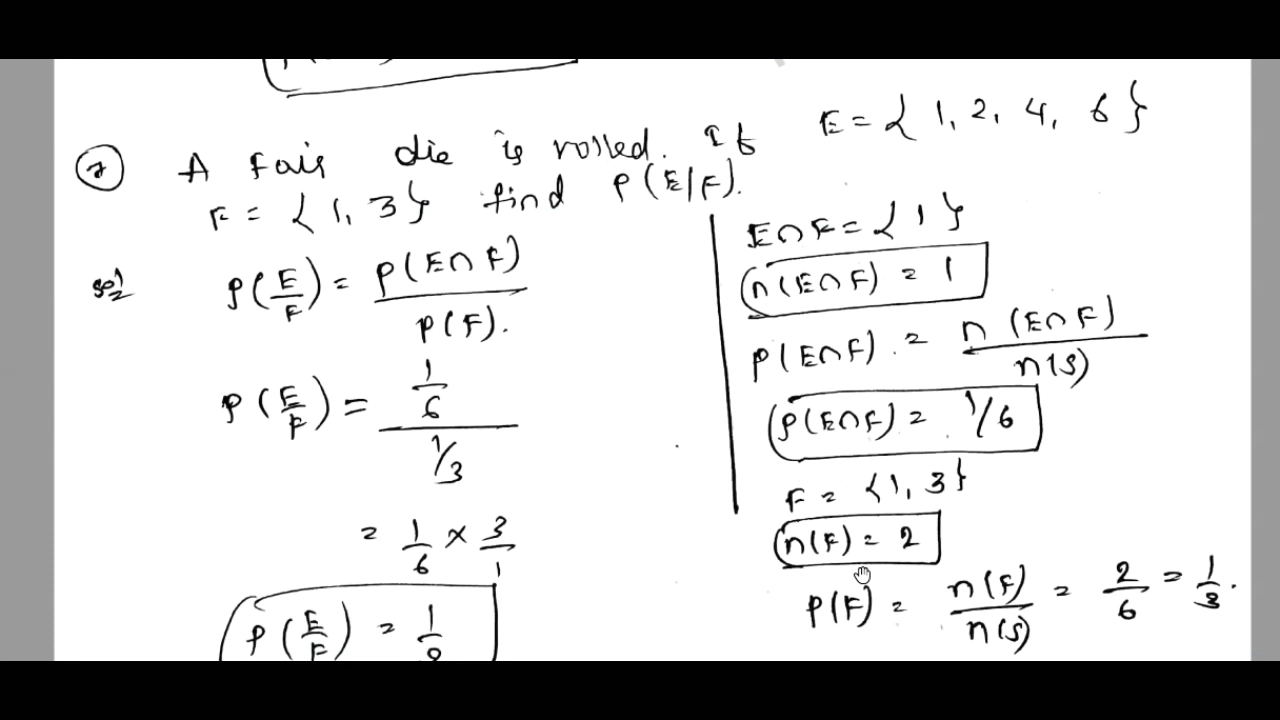 7 A Fair die is rolled. If E = { 1, 2, 4, 6 }
F = { 1, 3 } find P(E/F).
Sol
P(E/F) = P(E∩F) / P(F).
P(E/F) = 1/6 / 1/3
= 1/6 × 3/1
P(E/F) = 1/
E∩F = { 1 }
n(E∩F) = 1
P(E∩F) = n(E∩F) / n(S)
P(E∩F) = 1/6
F = {1, 3}
n(F) = 2
P(F) = n(F)/n(S) = 2/6 = 1/3.